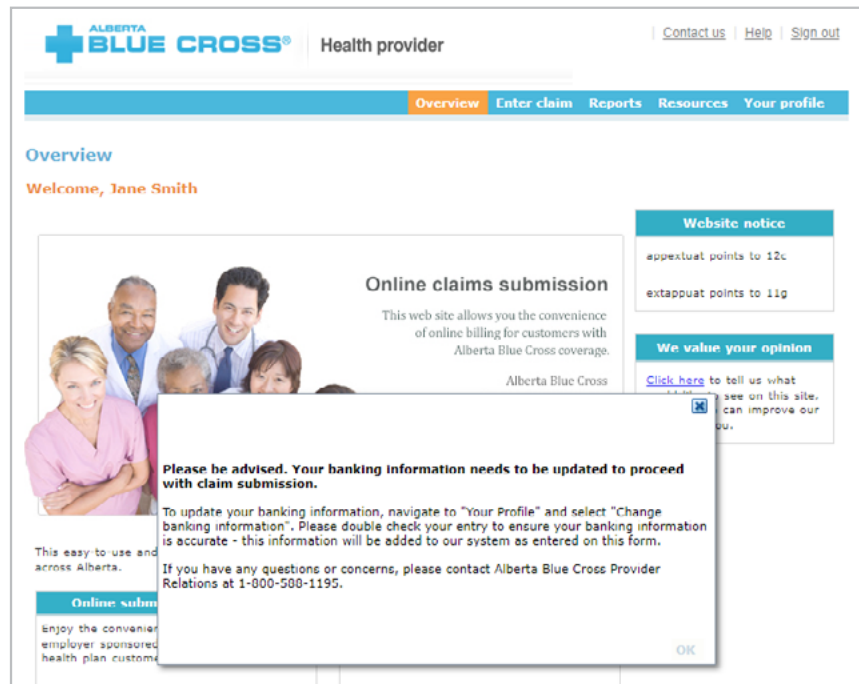 ALBERTA
BLUE CROSS®
Health provider
Contact us | Help | Sign out
Overview Enter claim Reports Resources Your profile
Overview
Welcome, Jane Smith
Online claims submission
This web site allows you the convenience
of online billing for customers with
Alberta Blue Cross coverage.
Alberta Blue Cross
Website notice
appextuat points to 12c
extappuat points to 11g
We value your opinion
Click here to tell us what
see on this site.
can improve our
ou.
Please be advised. Your banking information needs to be updated to proceed
with claim submission.
To update your banking information, navigate to "Your Profile" and select "Change
banking information". Please double check your entry to ensure your banking information
is accurate - this information will be added to our system as entered on this form.
If you have any questions or concerns, please contact Alberta Blue Cross Provider
Relations at 1-800-588-1195.
OK
This easy-to-use and
across Alberta.
Online subm
Enjoy the convenien
employer sponsored
health plan custome